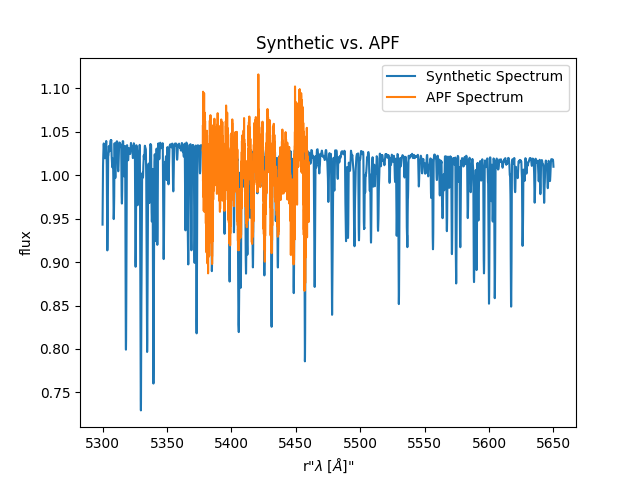 Synthetic vs. APF
Synthetic Spectrum
APF Spectrum
1.10
1.05
1.00
0.95
0.90
0.85
0.80
0.75
flux
5300 5350 5400 5450 5500 5550 5600 5650
r"λ [Å]"